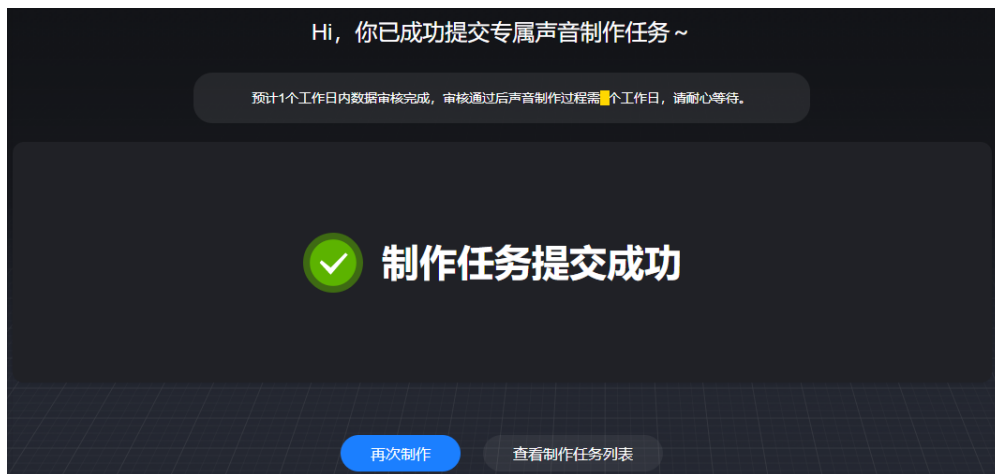 Hi，你已成功提交专属声音制作任务～
预计1个工作日内数据审核完成，审核通过后声音制作过程需个工作日，请耐心等待。
制作任务提交成功
再次制作
查看制作任务列表